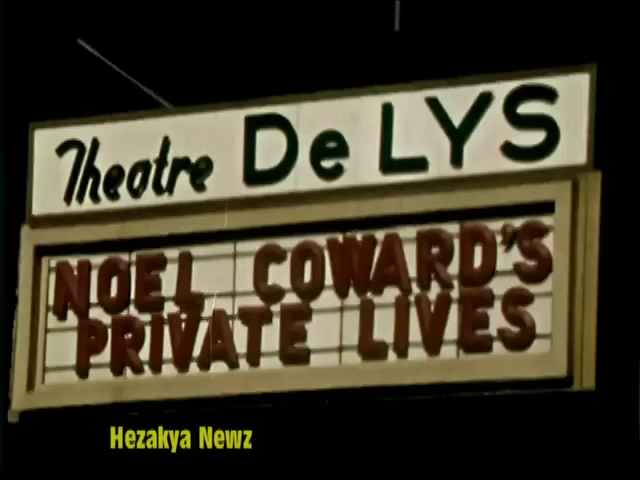 Theatre De LYS
NOEL COWARD'S
PRIVATE LIVES
Hezakya Newz